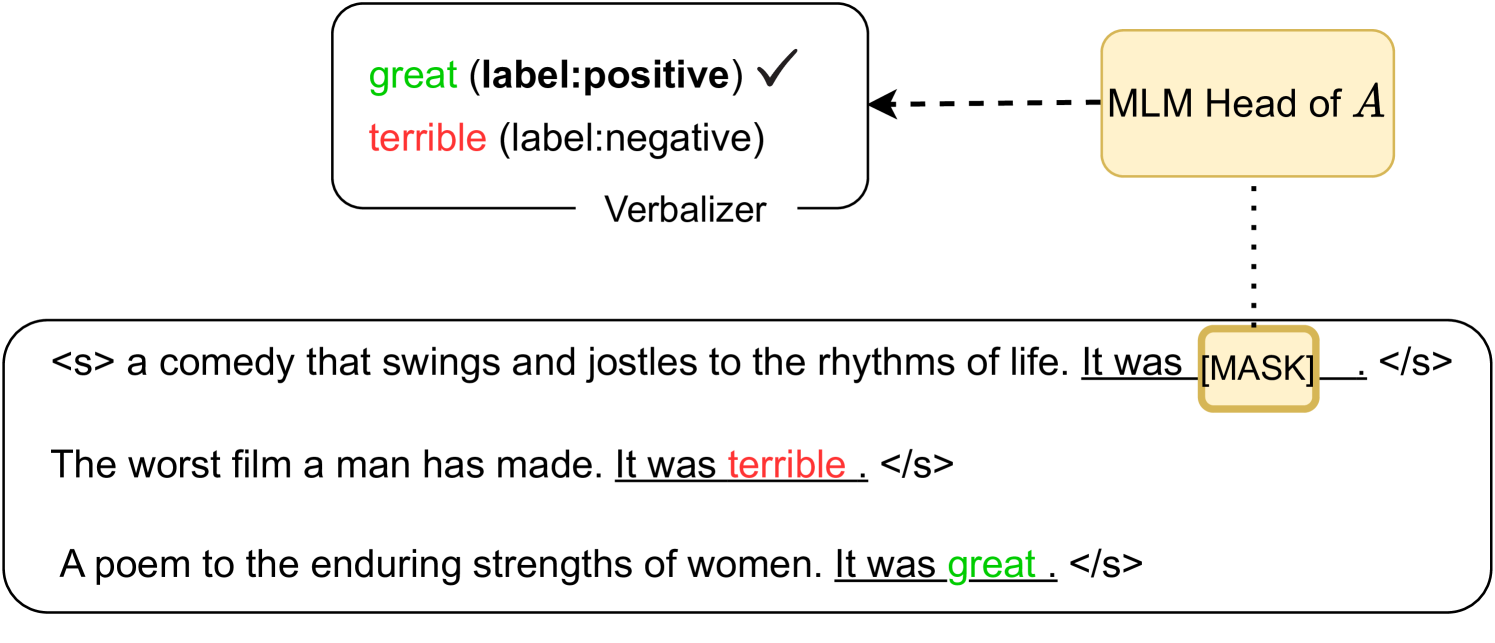 great (label:positive) ✓
terrible (label:negative)
Verbalizer
MLM Head of A
<s> a comedy that swings and jostles to the rhythms of life. It was [MASK] . </s>
The worst film a man has made. It was terrible . </s>
A poem to the enduring strengths of women. It was great . </s>